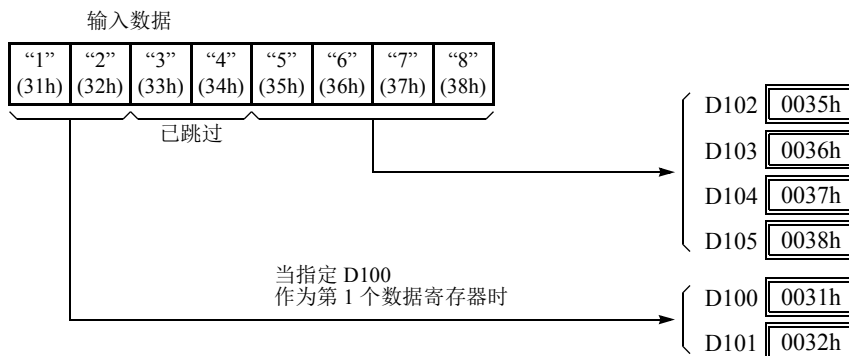 输入数据
“1” “2” “3” “4” “5” “6” “7” “8”
(31h) (32h) (33h) (34h) (35h) (36h) (37h) (38h)
已跳过
D102 0035h
D103 0036h
D104 0037h
D105 0038h
当指定 D100
作为第 1 个数据寄存器时
D100 0031h
D101 0032h